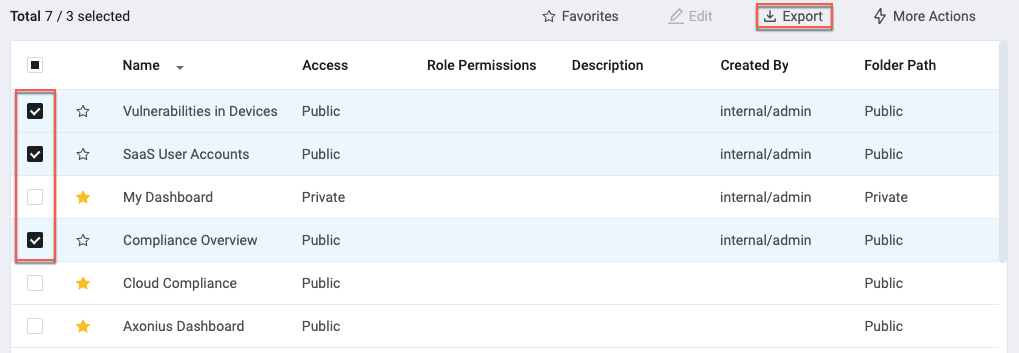 Total 7 / 3 selected Favorites Edit Export More Actions
Name Access Role Permissions Description Created By Folder Path
Vulnerabilities in Devices Public internal/admin Public
SaaS User Accounts Public internal/admin Public
My Dashboard Private internal/admin Private
Compliance Overview Public internal/admin Public
Cloud Compliance Public Public
Axonius Dashboard Public Public